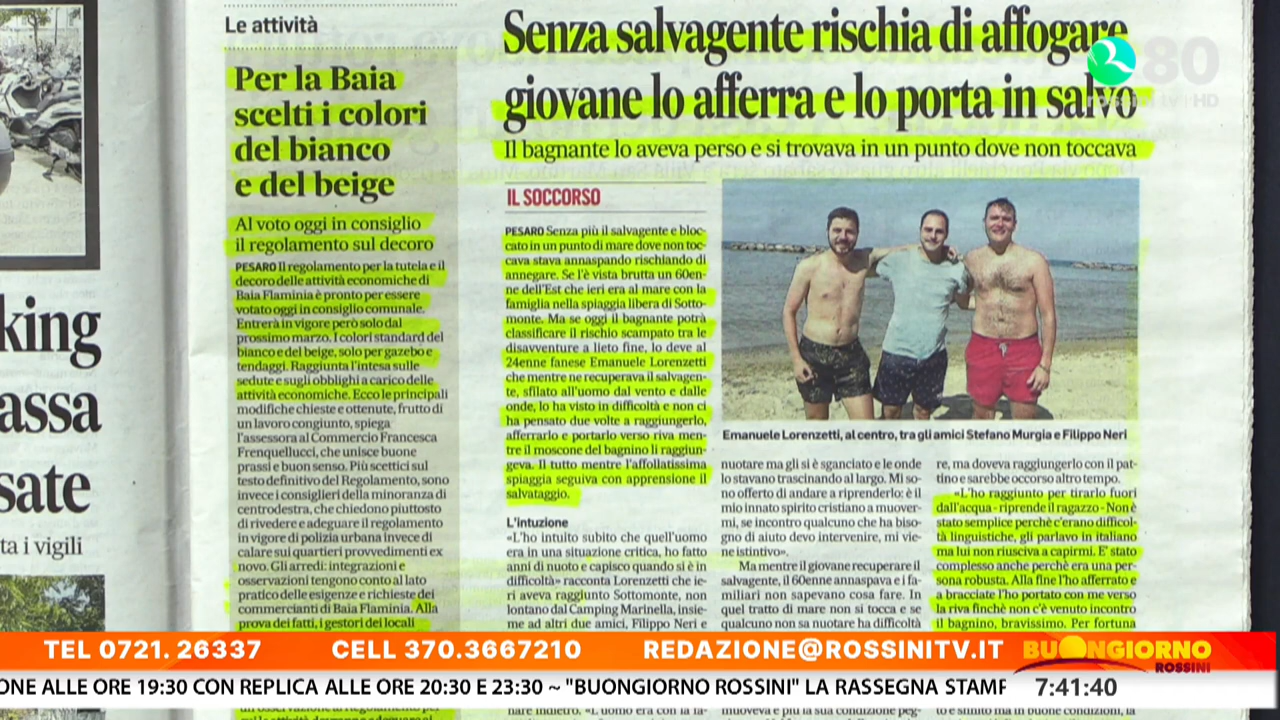 Le attività
Per la Baia
scelti i colori
del bianco
e del beige
Al voto oggi in consiglio
il regolamento sul decoro
PESARO Il regolamento per la tutela e il
decoro delle attività economiche di
Baia Flaminia è pronto per essere
votato oggi in consiglio comunale.
Entrerà in vigore però solo dal
prossimo marzo. I colori standard del
bianco e del beige, solo per gazebo e
tendaggi. Raggiunta l'intesa sulle
sedute e sugli obblighi a carico delle
attività economiche. Ecco le principali
modifiche chieste e ottenute, frutto di
un lavoro congiunto, spiega
l'assessora al Commercio Francesca
Frenquellucci, che unisce buone
prassi e buon senso. Più scettici sul
testo definitivo del Regolamento, sono
invece i consiglieri della minoranza di
centrodestra, che chiedono piuttosto
di rivedere e adeguare il regolamento
in vigore di polizia urbana invece di
calare sui quartieri provvedimenti ex
novo. Gli arredi: integrazioni e
osservazioni tengono conto al lato
pratico delle esigenze e richieste dei
commercianti di Baia Flaminia. Alla
prova dei fatti, i gestori dei locali
Senza salvagente rischia di affogare
giovane lo afferra e lo porta in salvo
Il bagnante lo aveva perso e si trovava in un punto dove non toccava
IL SOCCORSO
PESARO Senza più il salvagente e bloc-
cato in un punto di mare dove non toc-
cava stava annaspando rischiando di
annegare. Se l'è vista brutta un 60en-
ne dell'Est che ieri era al mare con la
famiglia nella spiaggia libera di Sotto-
monte. Ma se oggi il bagnante potrà
classificare il rischio scampato tra le
disavventure a lieto fine, lo deve al
24enne fanese Emanuele Lorenzetti
che mentre ne recuperava il salvagen-
te, sfilato all'uomo dal vento e dalle
onde, lo ha visto in difficoltà e non ci
ha pensato due volte a raggiungerlo,
afferrarlo e portarlo verso riva men-
tre il moscone del bagnino li raggiun-
geva. Il tutto mentre l'affollatissima
spiaggia seguiva con apprensione il
salvataggio.
L'intuzione
«L'ho intuito subito che quell'uomo
era in una situazione critica, ho fatto
anni di nuoto e capisco quando si è in
difficoltà» racconta Lorenzetti che ie-
ri aveva raggiunto Sottomonte, non
lontano dal Camping Marinella, insie-
me ad altri due amici, Filippo Neri e
Emanuele Lorenzetti, al centro, tra gli amici Stefano Murgia e Filippo Neri
nuotare ma gli si è sganciato e le onde
lo stavano trascinando al largo. Mi so-
no offerto di andare a riprenderlo: è il
mio innato spirito cristiano a muover-
mi, se incontro qualcuno che ha biso-
gno di aiuto devo intervenire, mi vie-
ne istintivo».
Ma mentre il giovane recuperare il
salvagente, il 60enne annaspava e i fa-
miliari non sapevano cosa fare. In
quel tratto di mare non si tocca e se
qualcuno non sa nuotare ha difficoltà
re, ma doveva raggiungerlo con il pat-
tino e sarebbe occorso altro tempo.
«L'ho raggiunto per tirarlo fuori
dall'acqua - riprende il ragazzo - Non è
stato semplice perchè c'erano difficol-
tà linguistiche, gli parlavo in italiano
ma lui non riusciva a capirmi. E' stato
complesso anche perchè era una per-
sona robusta. Alla fine l'ho afferrato e
a bracciate l'ho portato con me verso
la riva finchè non c'è venuto incontro
il bagnino, bravissimo. Per fortuna
king
assa
sate
ta i vigili
80
rossini tv HD
TEL 0721. 26337 CELL 370.3667210 REDAZIONE@ROSSINITV.IT
BUONGIORNO
ROSSINI
ONE ALLE ORE 19:30 CON REPLICA ALLE ORE 20:30 E 23:30 ~ "BUONGIORNO ROSSINI" LA RASSEGNA STAMP
7:41:40